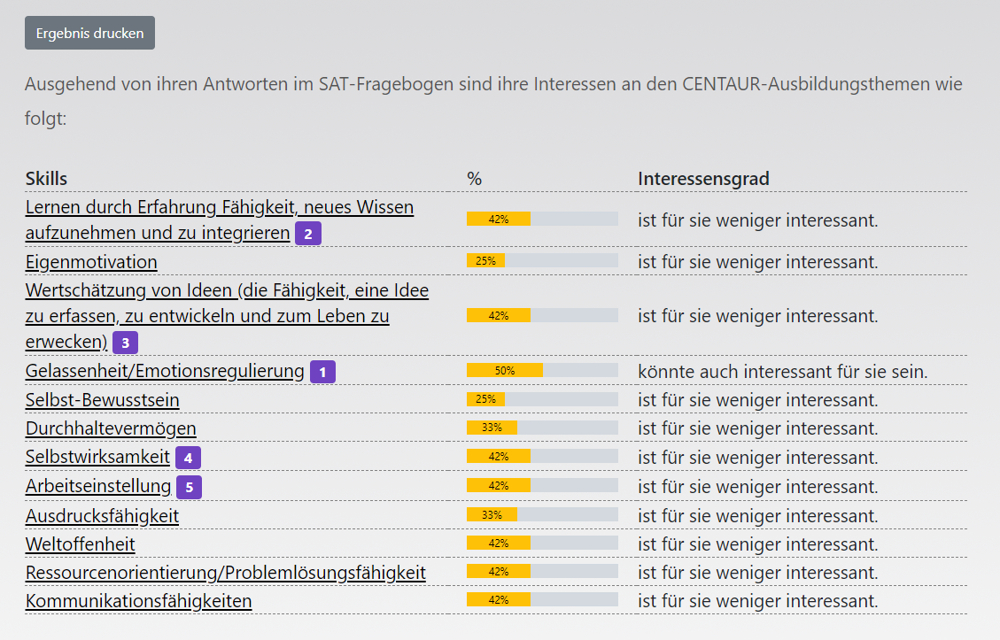 Ergebnis drucken
Ausgehend von ihren Antworten im SAT-Fragebogen sind ihre Interessen an den CENTAUR-Ausbildungsthemen wie
folgt:
Skills % Interessensgrad
Lernen durch Erfahrung Fähigkeit, neues Wissen
aufzunehmen und zu integrieren 2 42% ist für sie weniger interessant.
Eigenmotivation 25% ist für sie weniger interessant.
Wertschätzung von Ideen (die Fähigkeit, eine Idee
zu erfassen, zu entwickeln und zum Leben zu
erwecken) 3 42% ist für sie weniger interessant.
Gelassenheit/Emotionsregulierung 1 50% könnte auch interessant für sie sein.
Selbst-Bewusstsein 25% ist für sie weniger interessant.
Durchhaltevermögen 33% ist für sie weniger interessant.
Selbstwirksamkeit 4 42% ist für sie weniger interessant.
Arbeitseinstellung 5 42% ist für sie weniger interessant.
Ausdrucksfähigkeit 33% ist für sie weniger interessant.
Weltoffenheit 42% ist für sie weniger interessant.
Ressourcenorientierung/Problemlösungsfähigkeit 42% ist für sie weniger interessant.
Kommunikationsfähigkeiten 42% ist für sie weniger interessant.